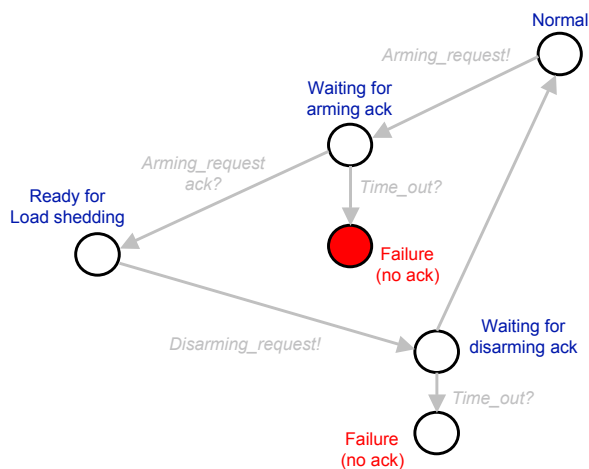 Normal
Arming_request!
Waiting for
arming ack
Arming_request
ack?
Time_out?
Ready for
Load shedding
Failure
(no ack)
Disarming_request!
Waiting for
disarming ack
Time_out?
Failure
(no ack)